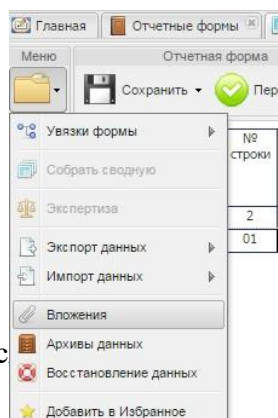 Главная Отчетные формы
Меню Отчетная форма
Сохранить Пер
Увязки формы
№
строки
Собрать сводную
Экспертиза
2
01
Экспорт данных
Импорт данных
Вложения
Архивы данных
с
Восстановление данных
Добавить в Избранное